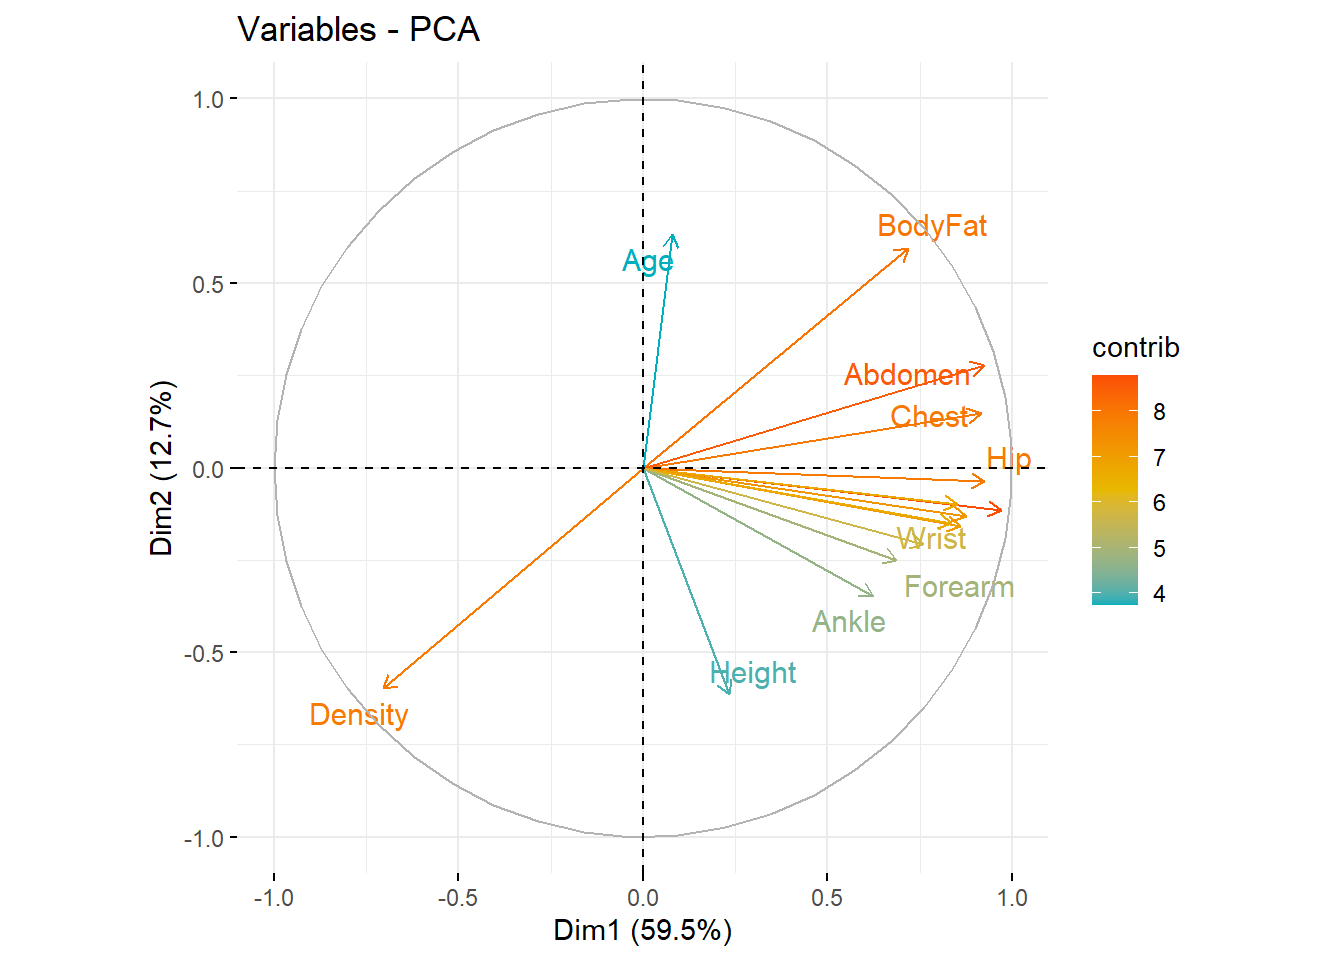 Variables - PCA
1.0
0.5
0.0
-0.5
-1.0
Dim2 (12.7%)
BodyFat
Age
Abdomen
Chest
Hip
Wrist
Forearm
Ankle
Height
Density
-1.0
-0.5
0.0
0.5
1.0
Dim1 (59.5%)
contrib
8
7
6
5
4